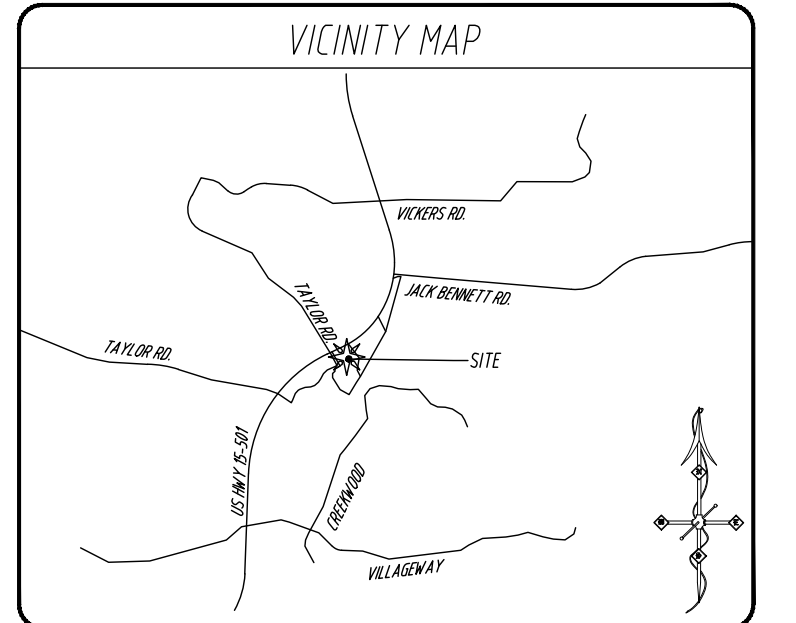 VICINITY MAP
VICKERS RD.
JACK BENNETT RD.
TAYLOR RD.
TAYLOR RD.
SITE
US HWY 15-501
CREEKWOOD
VILLAGEWAY